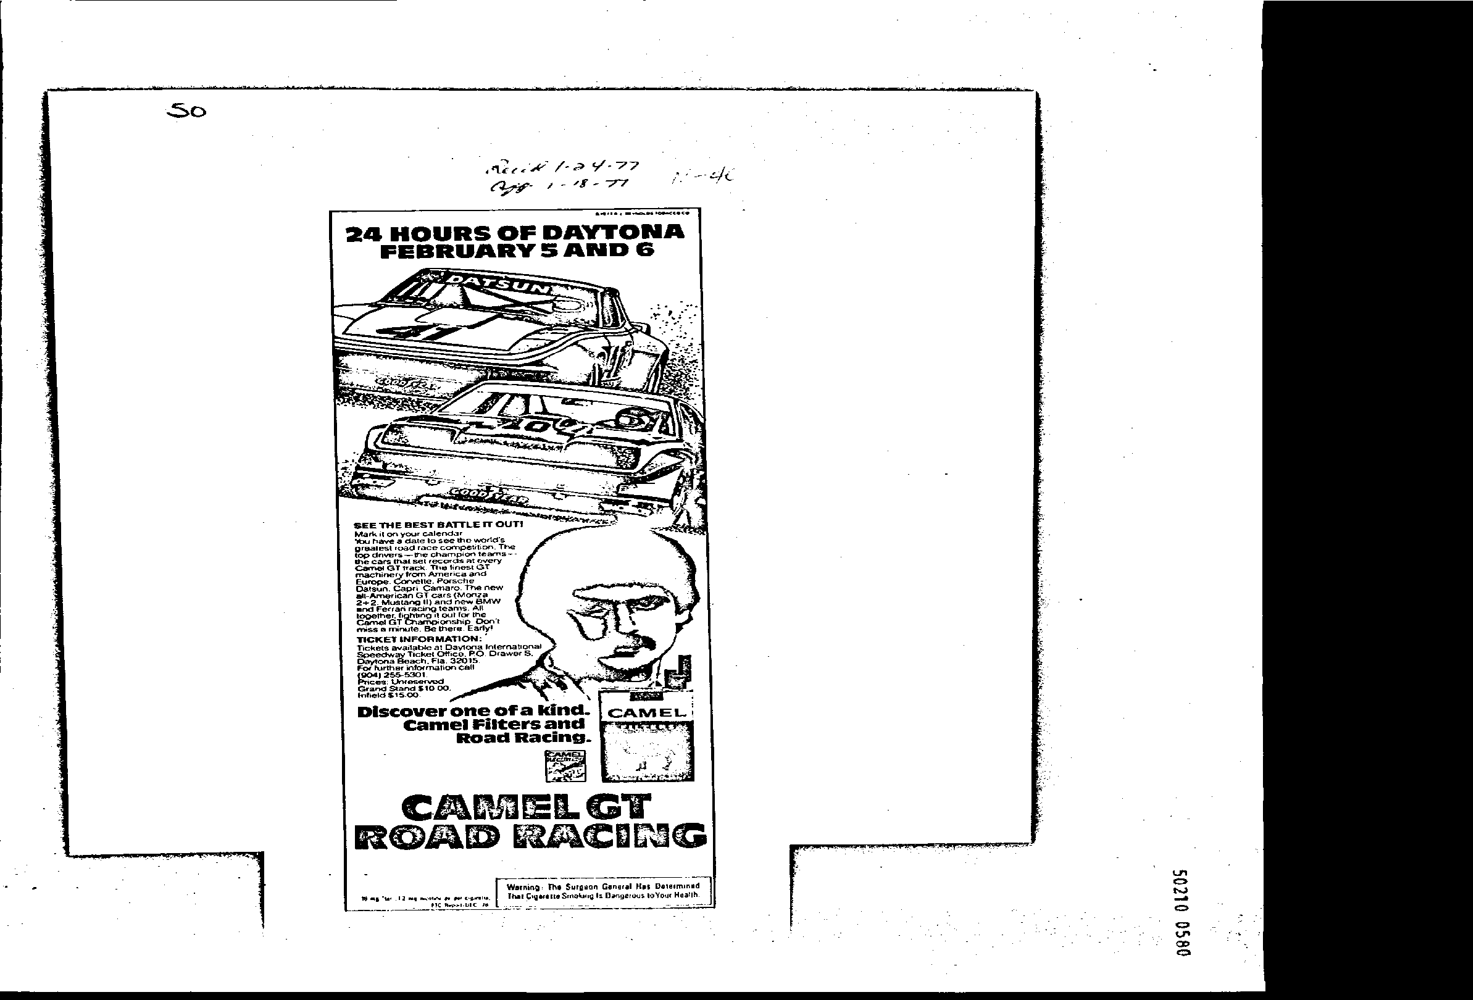 50
1-24-77
1-18-77
24 HOURS OF DAYTONA
FEBRUARY 5 AND 6
DATSUN
41
GOODYEAR
GOODYEAR
SEE THE BEST BATTLE IT OUT!
Mark it on your calendar
You have a date to see the world's
greatest road race competition. The
top drivers — the champion teams —
the cars that set records at every
Camel GT track. The finest GT
machinery from America and
Europe. Corvette, Porsche
Datsun, Capri, Camaro. The new
all-American GT cars (Monza
2+2, Mustang II) and new BMW
and Ferrari racing teams. All
together, fighting it out for the
Camel GT Championship. Don't
miss a minute. Be there. Early!
TICKET INFORMATION:
Tickets available at Daytona International
Speedway Ticket Office, P.O. Drawer S,
Daytona Beach, Fla. 32015.
For further information call
(904) 255-5301.
Prices: Unreserved
Grand Stand $10.00,
Infield $15.00.
Discover one of a kind.
Camel Filters and
Road Racing.
CAMEL
CAMEL
CAMEL GT
ROAD RACING
Warning: The Surgeon General Has Determined
That Cigarette Smoking Is Dangerous to Your Health.
50210 0580